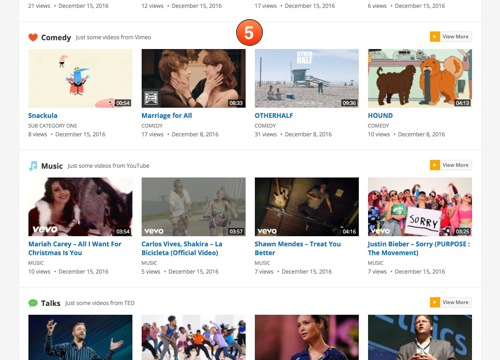 21 views • December 15, 2016
12 views • December 15, 2016
17 views • December 15, 2016
6 views • December 15, 2016
5
Comedy Just some videos from Vimeo
View More
OTHER HALF
00:54
08:33
09:36
04:13
Snackula
Marriage for All
OTHERHALF
HOUND
SUB CATEGORY ONE
COMEDY
COMEDY
COMEDY
8 views • December 15, 2016
17 views • December 8, 2016
31 views • December 8, 2016
10 views • December 8, 2016
Music Just some videos from YouTube
View More
SORRY
vevo
03:54
vevo
03:57
vevo
04:16
vevo
03:25
Mariah Carey – All I Want For
Christmas Is You
Carlos Vives, Shakira – La
Bicicleta (Official Video)
Shawn Mendes – Treat You
Better
Justin Bieber – Sorry (PURPOSE :
The Movement)
MUSIC
MUSIC
MUSIC
MUSIC
10 views • December 15, 2016
5 views • December 15, 2016
7 views • December 15, 2016
7 views • December 15, 2016
Talks Just some videos from TED
View More